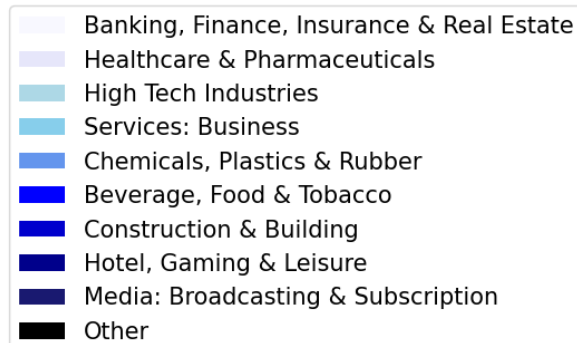 Banking, Finance, Insurance & Real Estate
Healthcare & Pharmaceuticals
High Tech Industries
Services: Business
Chemicals, Plastics & Rubber
Beverage, Food & Tobacco
Construction & Building
Hotel, Gaming & Leisure
Media: Broadcasting & Subscription
Other